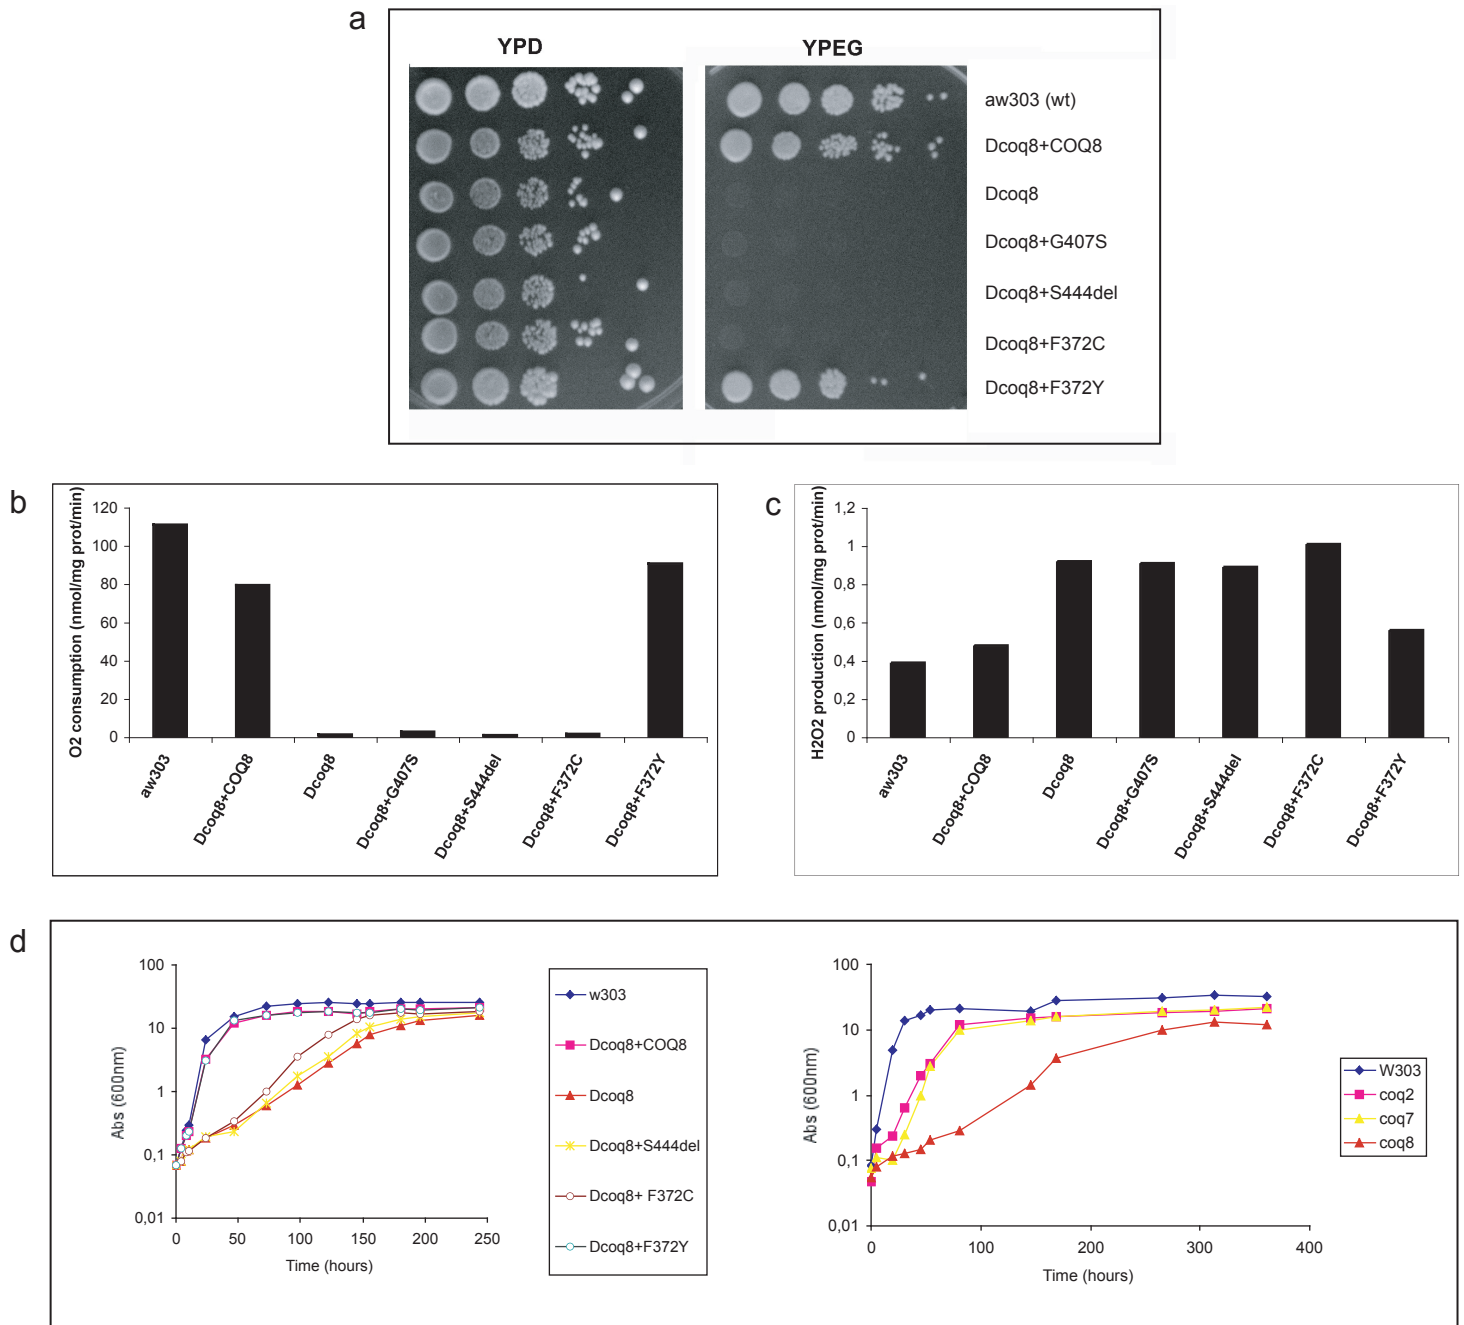 a
YPD
YPEG
aw303 (wt)
Dcoq8+COQ8
Dcoq8
Dcoq8+G407S
Dcoq8+S444del
Dcoq8+F372C
Dcoq8+F372Y
b
O2 consumption (nmol/mg prot/min)
120
100
80
60
40
20
0
aw303
Dcoq8+COQ8
Dcoq8
Dcoq8+G407S
Dcoq8+S444del
Dcoq8+F372C
Dcoq8+F372Y
c
H2O2 production (nmol/mg prot/min)
1,2
1
0,8
0,6
0,4
0,2
0
aw303
Dcoq8+COQ8
Dcoq8
Dcoq8+G407S
Dcoq8+S444del
Dcoq8+F372C
Dcoq8+F372Y
d
Abs (600nm)
100
10
1
0,1
0,01
0 50 100 150 200 250
Time (hours)
w303
Dcoq8+COQ8
Dcoq8
Dcoq8+S444del
Dcoq8+ F372C
Dcoq8+F372Y
Abs (600nm)
100
10
1
0,1
0,01
0 100 200 300 400
Time (hours)
W303
coq2
coq7
coq8